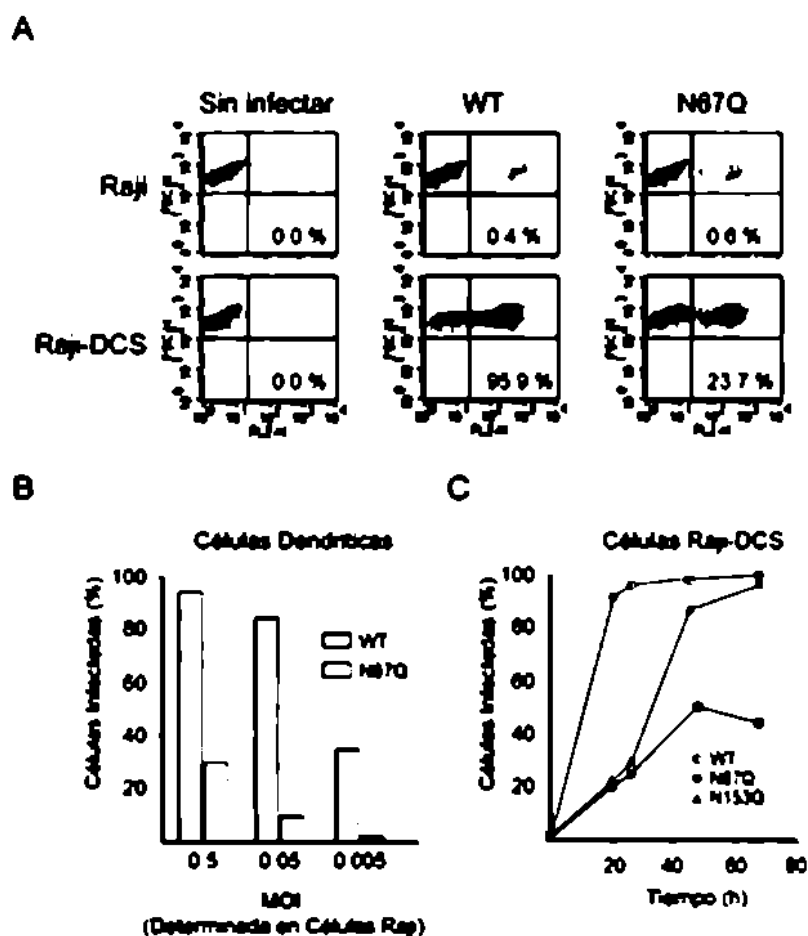 A
Sin infectar WT N67Q
Raji
0.0 % 0.4 % 0.6 %
Raji-DCS
0.0 % 95.9 % 23.7 %
B
Células Dendríticas
Células Infectadas (%)
100
80
60
40
20
WT
N67Q
0.5 0.05 0.005
MOI
(Determinada en Células Raji)
C
Células Raji-DCS
Células Infectadas (%)
100
80
60
40
20
WT
N67Q
N153Q
20 40 60 80
Tiempo (h)